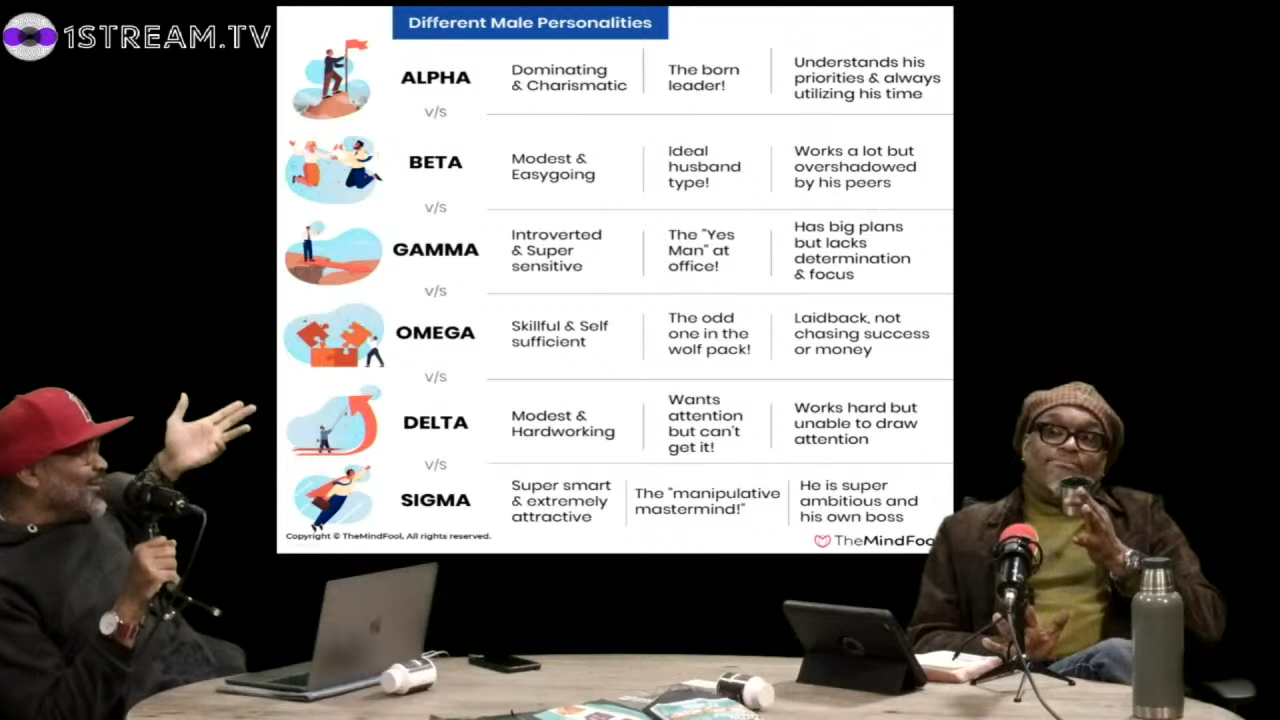 1STREAM.TV
Different Male Personalities
ALPHA
Dominating
& Charismatic
The born
leader!
Understands his
priorities & always
utilizing his time
v/s
BETA
Modest &
Easygoing
Ideal
husband
type!
Works a lot but
overshadowed
by his peers
v/s
GAMMA
Introverted
& Super
sensitive
The "Yes
Man" at
office!
Has big plans
but lacks
determination
& focus
v/s
OMEGA
Skillful & Self
sufficient
The odd
one in the
wolf pack!
Laidback, not
chasing success
or money
v/s
DELTA
Modest &
Hardworking
Wants
attention
but can't
get it!
Works hard but
unable to draw
attention
v/s
SIGMA
Super smart
& extremely
attractive
The "manipulative
mastermind!"
He is super
ambitious and
his own boss
Copyright © TheMindFool, All rights reserved.
TheMindFoo